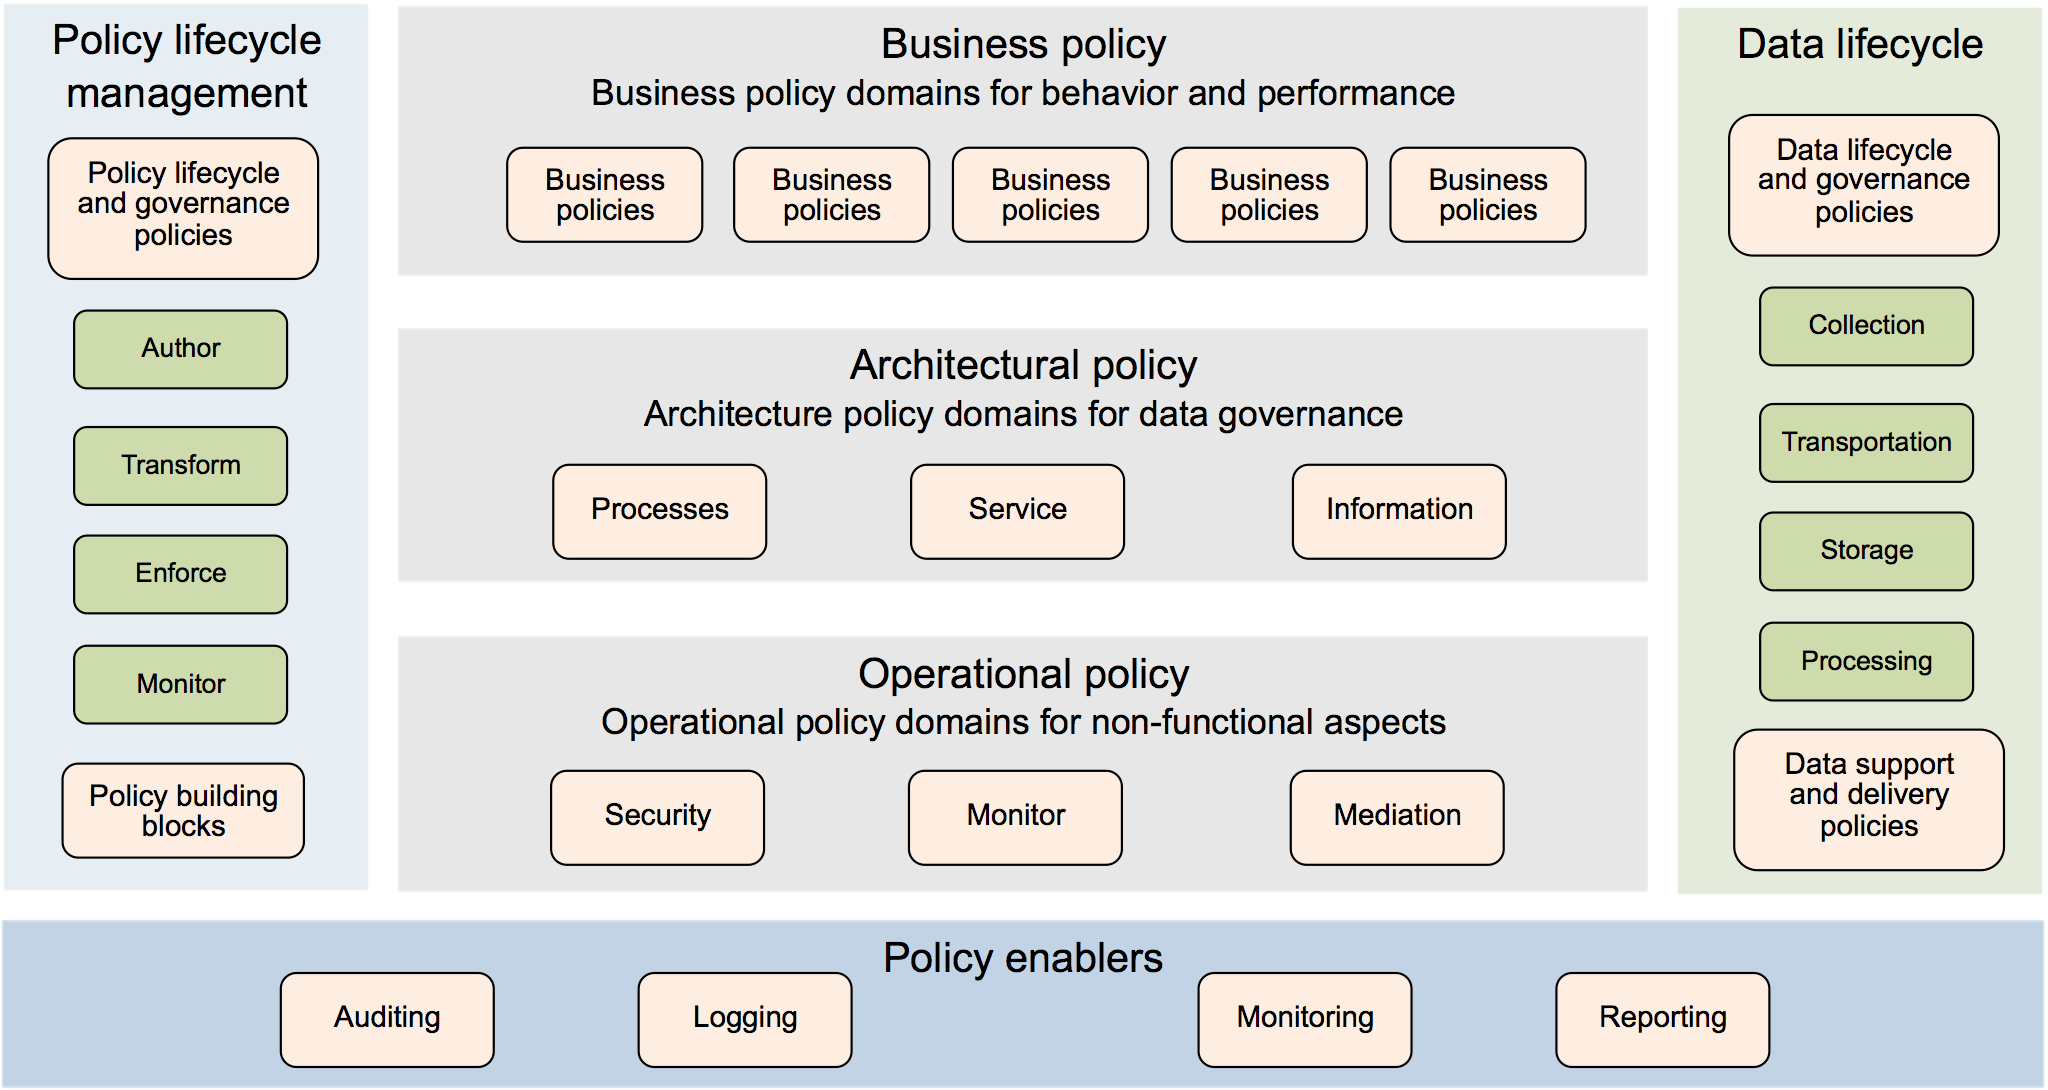 Policy lifecycle
management
Policy lifecycle
and governance
policies
Author
Transform
Enforce
Monitor
Policy building
blocks
Business policy
Business policy domains for behavior and performance
Business
policies
Business
policies
Business
policies
Business
policies
Business
policies
Architectural policy
Architecture policy domains for data governance
Processes
Service
Information
Operational policy
Operational policy domains for non-functional aspects
Security
Monitor
Mediation
Data lifecycle
Data lifecycle
and governance
policies
Collection
Transportation
Storage
Processing
Data support
and delivery
policies
Policy enablers
Auditing
Logging
Monitoring
Reporting